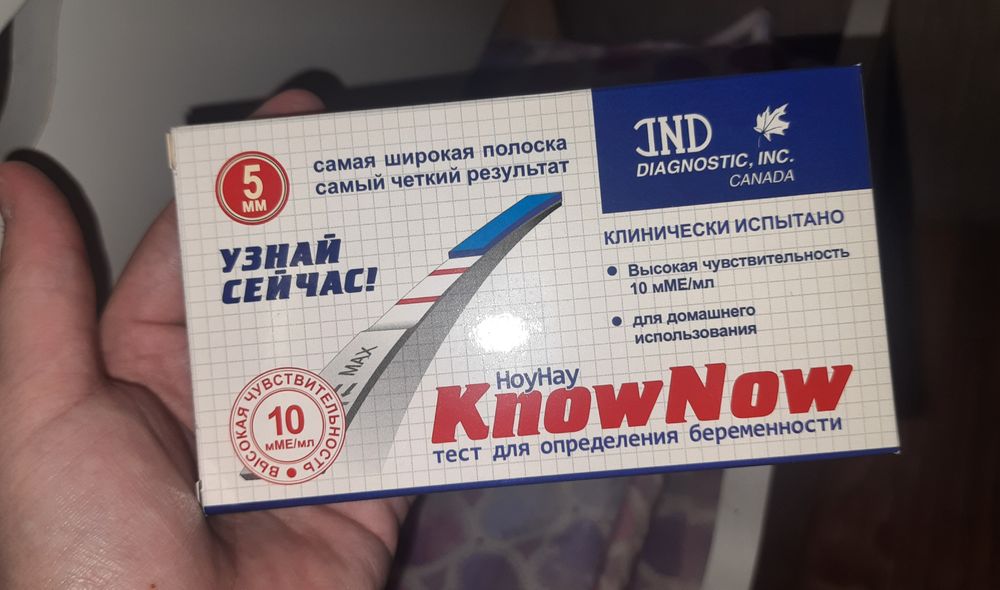 5
ММ
самая широкая полоска
самый четкий результат
УЗНАЙ
СЕЙЧАС!
MAX
ВЫСОКАЯ ЧУВСТВИТЕЛЬНОСТЬ
10
мМЕ/мл
IND
DIAGNOSTIC, INC.
CANADA
КЛИНИЧЕСКИ ИСПЫТАНО
• Высокая чувствительность
10 мМЕ/мл
• для домашнего
использования
НоуНау
KnowNow
тест для определения беременности